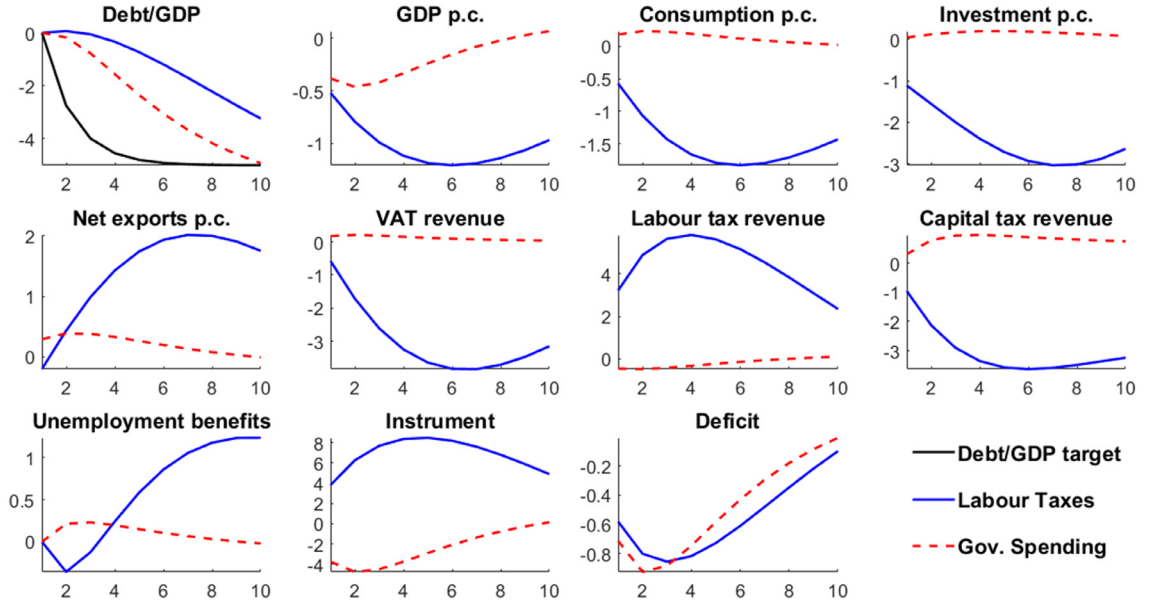 Debt/GDP GDP p.c. Consumption p.c. Investment p.c.
0 0 0 0
-2 -0.5 -0.5 -1
-4 -1 -1 -2
-1.5 -3
2 4 6 8 10 2 4 6 8 10 2 4 6 8 10 2 4 6 8 10
Net exports p.c. VAT revenue Labour tax revenue Capital tax revenue
2 0 4 0
1 -1 2 -1
0 -2 0 -2
-3 -3
2 4 6 8 10 2 4 6 8 10 2 4 6 8 10 2 4 6 8 10
Unemployment benefits Instrument Deficit
1 8 -0.2
0.5 6 -0.4
0 4 -0.6
2 -0.8
0
-2
-4
2 4 6 8 10 2 4 6 8 10 2 4 6 8 10
Debt/GDP target
Labour Taxes
Gov. Spending